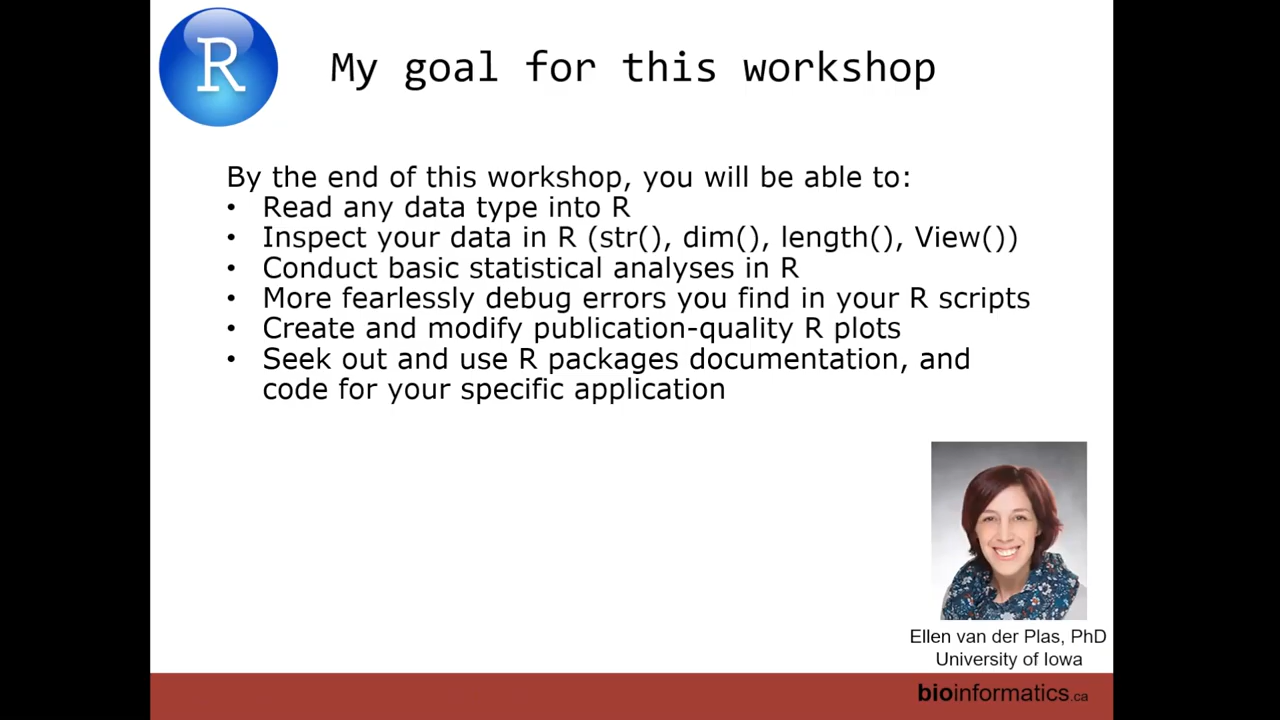 R
My goal for this workshop
By the end of this workshop, you will be able to:
• Read any data type into R
• Inspect your data in R (str(), dim(), length(), View())
• Conduct basic statistical analyses in R
• More fearlessly debug errors you find in your R scripts
• Create and modify publication-quality R plots
• Seek out and use R packages documentation, and
code for your specific application
Ellen van der Plas, PhD
University of Iowa
bioinformatics.ca